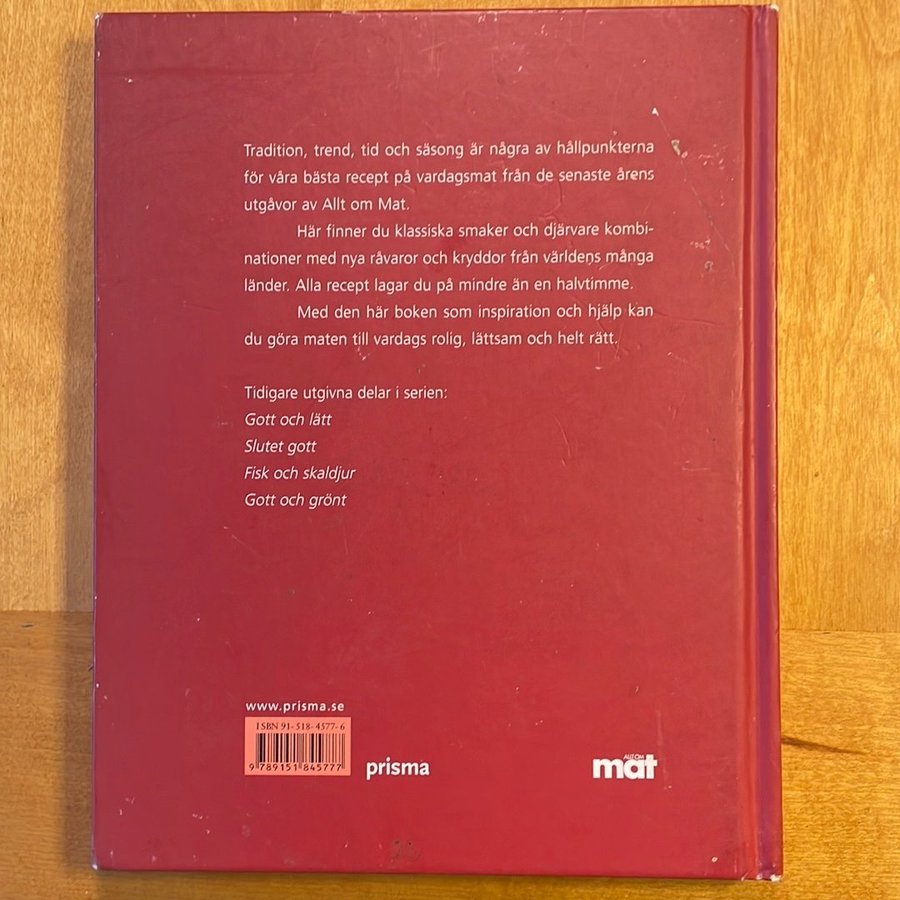 Tradition, trend, tid och säsong är några av hållpunkterna
för våra bästa recept på vardagsmat från de senaste årens
utgåvor av Allt om Mat.
Här finner du klassiska smaker och djärvare kombi-
nationer med nya råvaror och kryddor från världens många
länder. Alla recept lagar du på mindre än en halvtimme.
Med den här boken som inspiration och hjälp kan
du göra maten till vardags rolig, lättsam och helt rätt.
Tidigare utgivna delar i serien:
Gott och lätt
Slutet gott
Fisk och skaldjur
Gott och grönt
www.prisma.se
ISBN 91-518-4577-6
9 789151 845777
prisma
ALLT OM
mat